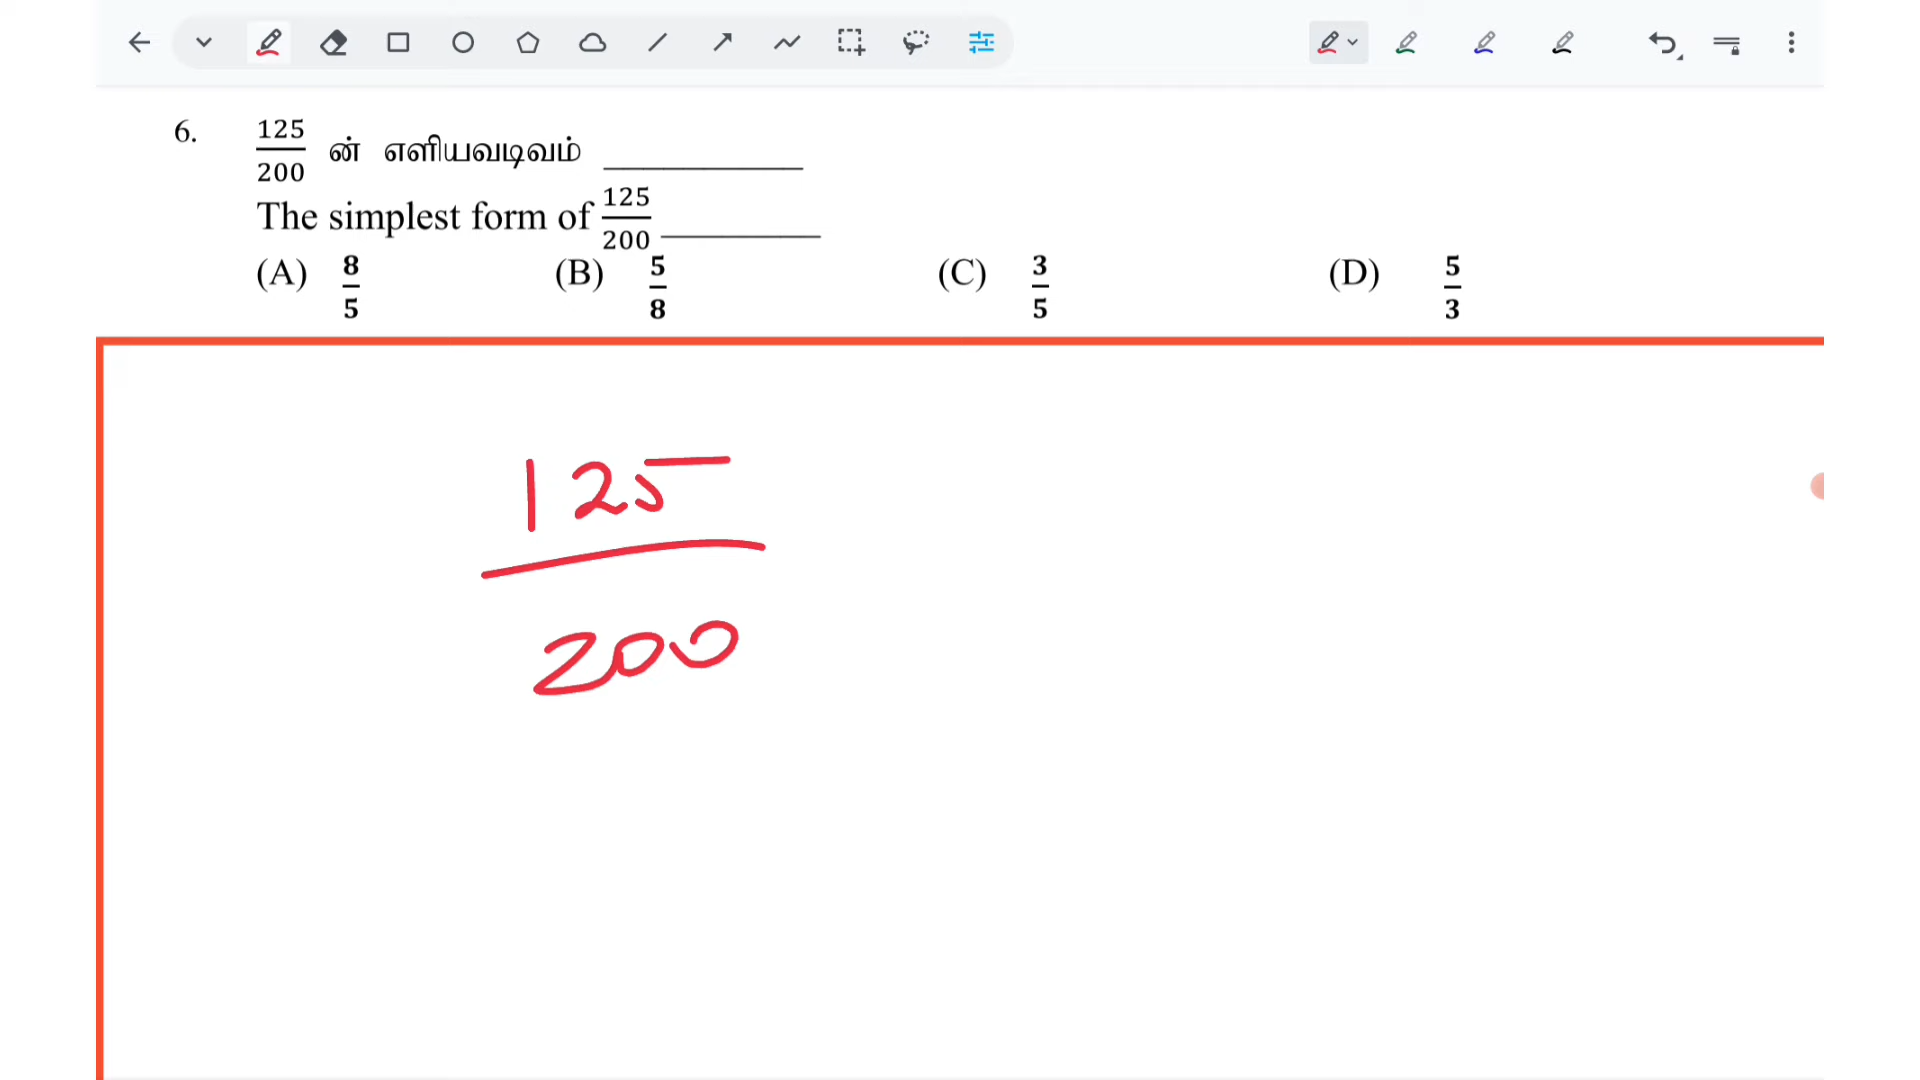 6. 125/200 ன் எளியவடிவம் __________
The simplest form of 125/200 ________
(A) 8/5 (B) 5/8 (C) 3/5 (D) 5/3
125
200